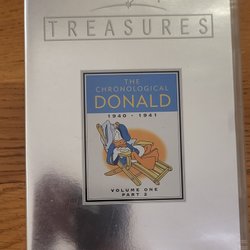 TREASURES
THE
CHRONOLOGICAL
DONALD
1940 - 1941
VOLUME ONE
PART 2